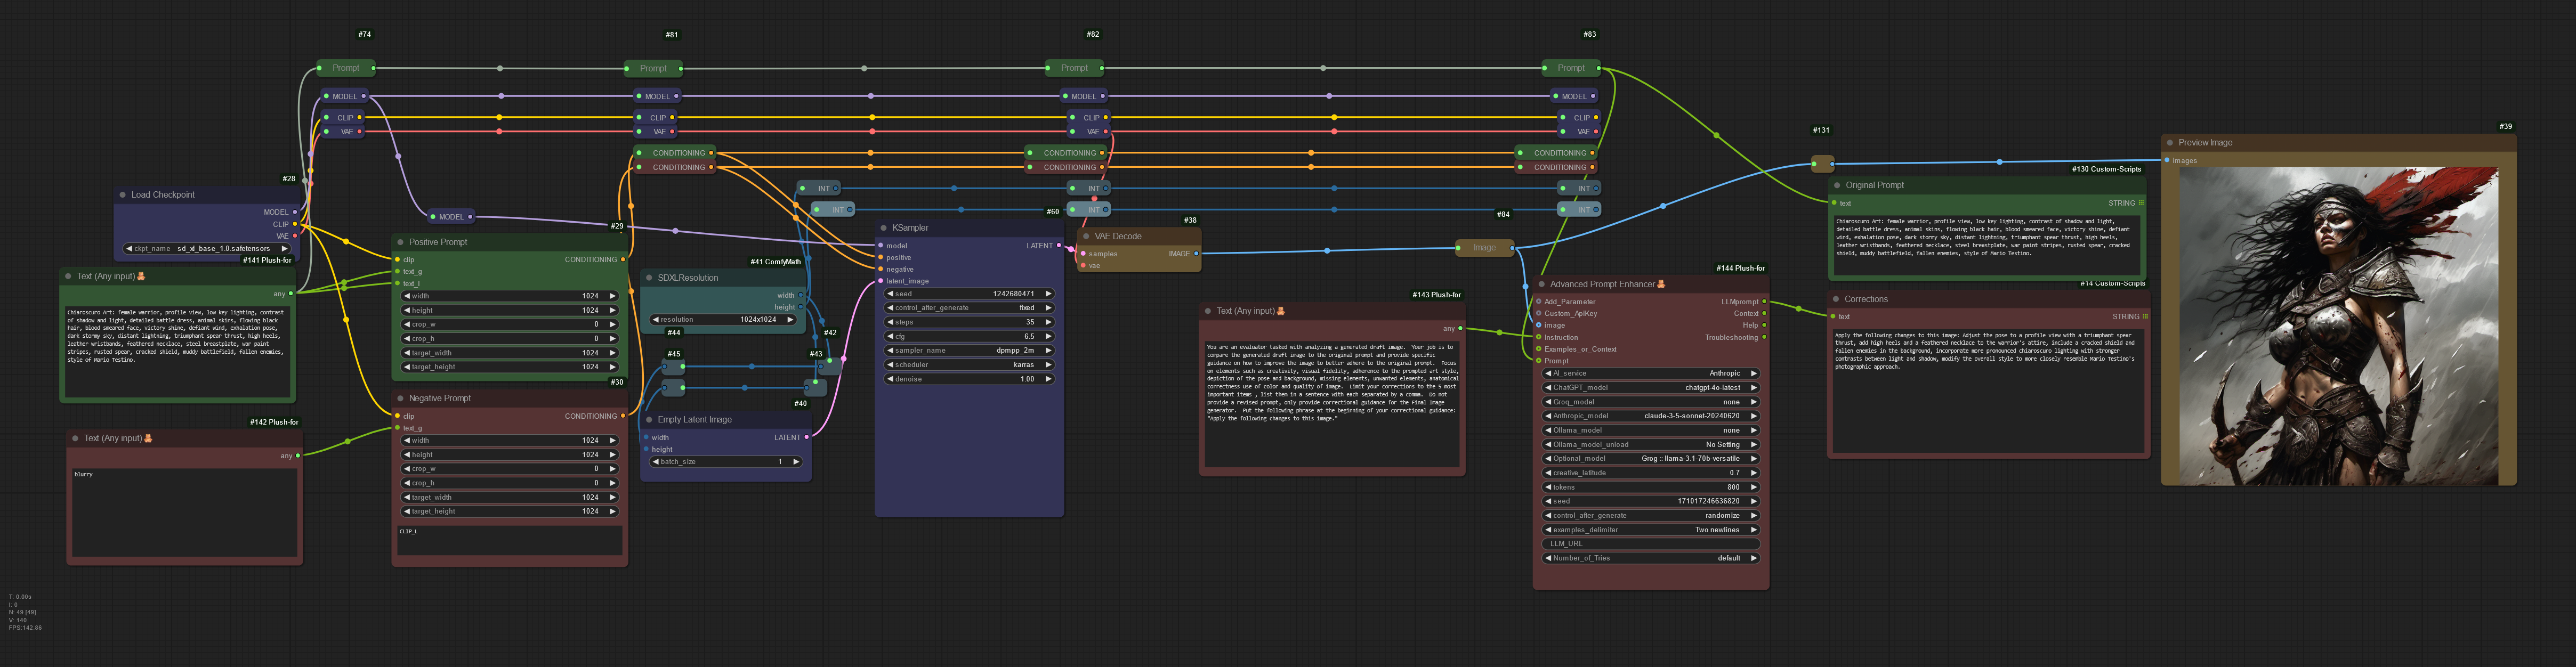 #74
#81
#82
#83
Prompt
Prompt
Prompt
Prompt
MODEL
MODEL
MODEL
MODEL
CLIP
CLIP
CLIP
CLIP
VAE
VAE
VAE
VAE
CONDITIONING
CONDITIONING
CONDITIONING
CONDITIONING
CONDITIONING
CONDITIONING
INT
INT
INT
INT
INT
INT
MODEL
#28
Load Checkpoint
MODEL
CLIP
VAE
ckpt_name sd_xl_base_1.0.safetensors
#141 Plush-for
Text (Any input)
any
Chiaroscuro Art: female warrior, profile view, low key lighting, contrast
of shadow and light, detailed battle dress, animal skins, flowing black
hair, blood smeared face, victory shine, defiant wind, exhalation pose,
dark stormy sky, distant lightning, triumphant spear thrust, high heels,
leather wristbands, feathered necklace, steel breastplate, war paint
stripes, rusted spear, cracked shield, muddy battlefield, fallen enemies,
style of Mario Testino.
#142 Plush-for
Text (Any input)
any
blurry
#29
Positive Prompt
clip
CONDITIONING
text_g
text_l
width 1024
height 1024
crop_w 0
crop_h 0
target_width 1024
target_height 1024
#30
Negative Prompt
clip
CONDITIONING
text_g
width 1024
height 1024
crop_w 0
crop_h 0
target_width 1024
target_height 1024
CLIP_L
#41 ComfyMath
SDXLResolution
width
height
resolution 1024x1024
#44
#42
#45
#43
#40
Empty Latent Image
width
LATENT
height
batch_size 1
#60
KSampler
model
LATENT
positive
negative
latent_image
seed 1242680471
control_after_generate fixed
steps 35
cfg 6.5
sampler_name dpmpp_2m
scheduler karras
denoise 1.00
#38
VAE Decode
samples
IMAGE
vae
#84
Image
#143 Plush-for
Text (Any input)
any
You are an evaluator tasked with analyzing a generated draft image. Your job is to
compare the generated draft image to the original prompt and provide specific
guidance on how to improve the image to better adhere to the original prompt. Focus
on elements such as creativity, visual fidelity, adherence to the prompted art style,
depiction of the pose and background, missing elements, unwanted elements, anatomical
correctness use of color and quality of image. Limit your corrections to the 5 most
important items , list them in a sentence with each separated by a comma. Do not
provide a revised prompt, only provide correctional guidance for the Final Image
generator. Put the following phrase at the beginning of your correctional guidance:
"Apply the following changes to this image:"
#144 Plush-for
Advanced Prompt Enhancer
Add_Parameter
LLMprompt
Custom_ApiKey
Context
image
Help
Instruction
Troubleshooting
Examples_or_Context
Prompt
AI_service Anthropic
ChatGPT_model chatgpt-4o-latest
Groq_model none
Anthropic_model claude-3-5-sonnet-20240620
Ollama_model none
Ollama_model_unload No Setting
Optional_model Groq :: llama-3.1-70b-versatile
creative_latitude 0.7
tokens 800
seed 171017246636820
control_after_generate randomize
examples_delimiter Two newlines
LLM_URL
Number_of_Tries default
#131
#130 Custom-Scripts
Original Prompt
text
STRING
Chiaroscuro Art: female warrior, profile view, low key lighting, contrast of shadow and light,
detailed battle dress, animal skins, flowing black hair, blood smeared face, victory shine, defiant
wind, exhalation pose, dark stormy sky, distant lightning, triumphant spear thrust, high heels,
leather wristbands, feathered necklace, steel breastplate, war paint stripes, rusted spear, cracked
shield, muddy battlefield, fallen enemies, style of Mario Testino.
#14 Custom-Scripts
Corrections
text
STRING
Apply the following changes to this image: Adjust the pose to a profile view with a triumphant spear
thrust, add high heels and a feathered necklace to the warrior's attire, include a cracked shield and
fallen enemies in the background, incorporate more pronounced chiaroscuro lighting with stronger
contrasts between light and shadow, modify the overall style to more closely resemble Mario Testino's
photographic approach.
#39
Preview Image
images
T: 0.00s
I: 0
N: 49 [49]
V: 140
FPS:142.86